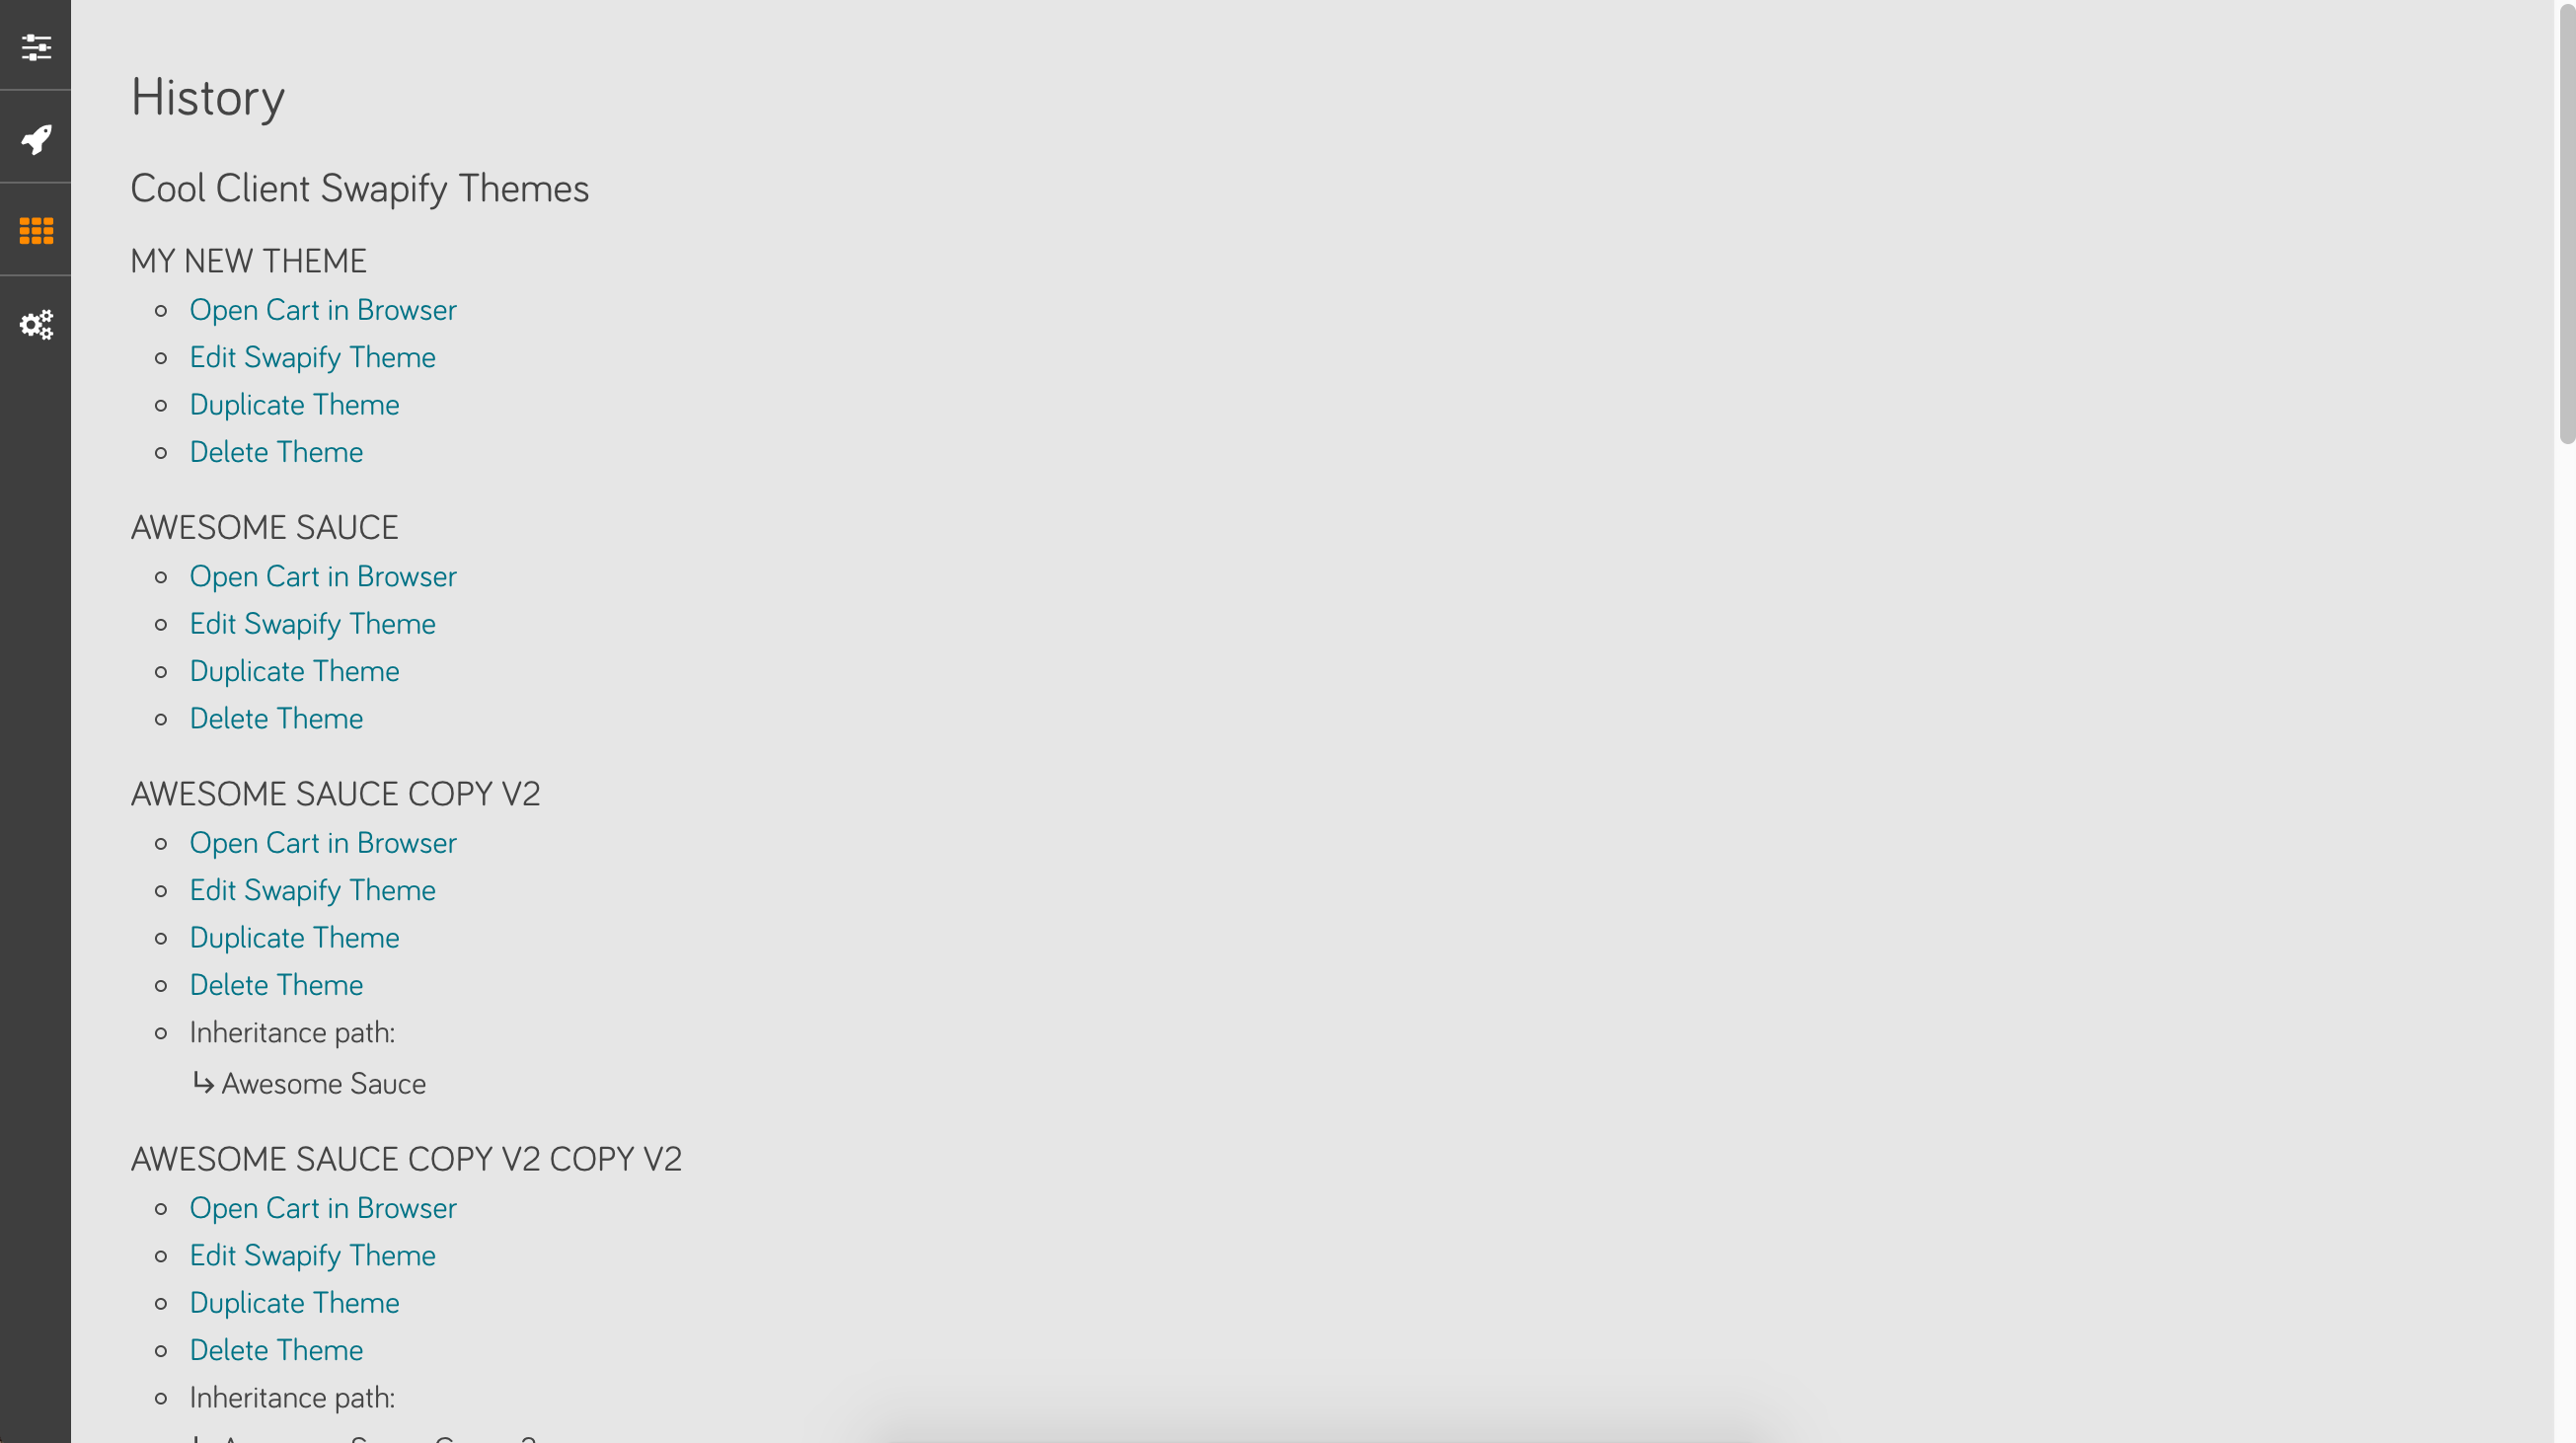 History
Cool Client Swapify Themes
MY NEW THEME
Open Cart in Browser
Edit Swapify Theme
Duplicate Theme
Delete Theme
AWESOME SAUCE
Open Cart in Browser
Edit Swapify Theme
Duplicate Theme
Delete Theme
AWESOME SAUCE COPY V2
Open Cart in Browser
Edit Swapify Theme
Duplicate Theme
Delete Theme
Inheritance path:
↳ Awesome Sauce
AWESOME SAUCE COPY V2 COPY V2
Open Cart in Browser
Edit Swapify Theme
Duplicate Theme
Delete Theme
Inheritance path: